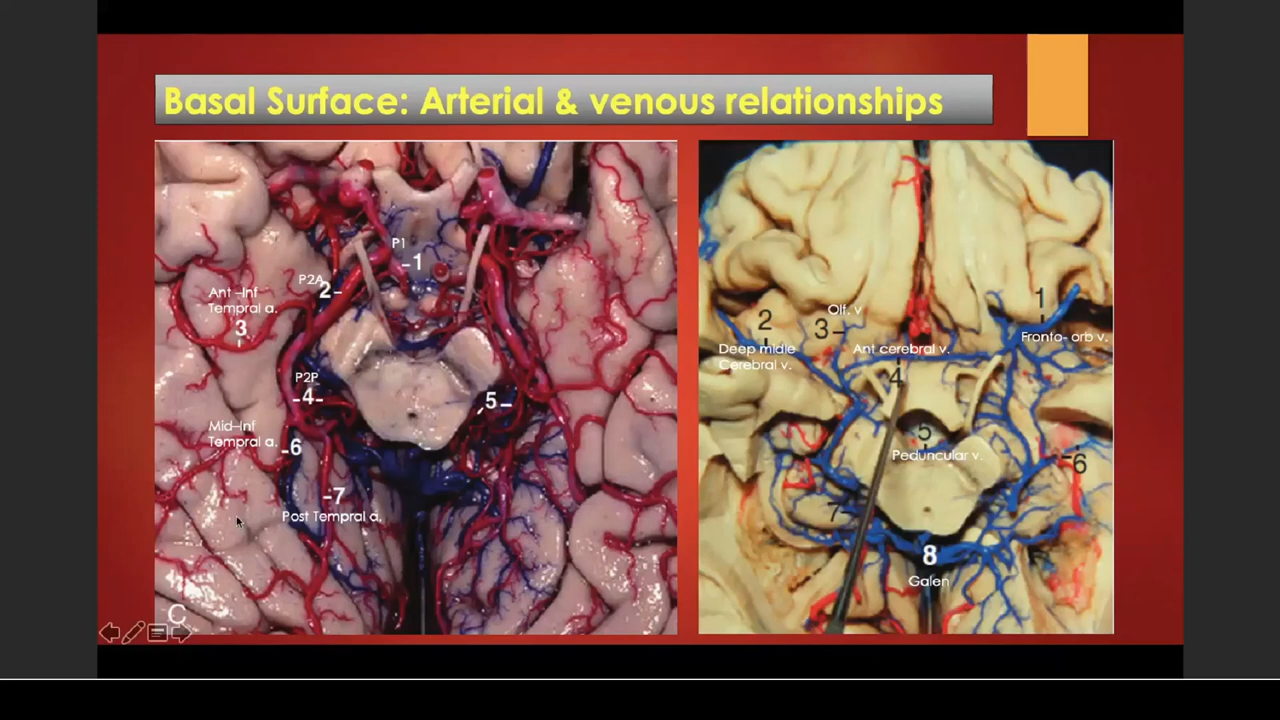 Basal Surface: Arterial & venous relationships
P1
-1
P2A
2-
Ant –Inf
Tempral a.
3
P2P
-4-
5-
Mid–Inf
Tempral a.
-6
-7
Post Tempral a.
C
1
Fronto- orb v.
2
Deep midle
Cerebral v.
Olf. v
3-
Ant cerebral v.
4
5
Peduncular v.
-6
7-
8
Galen